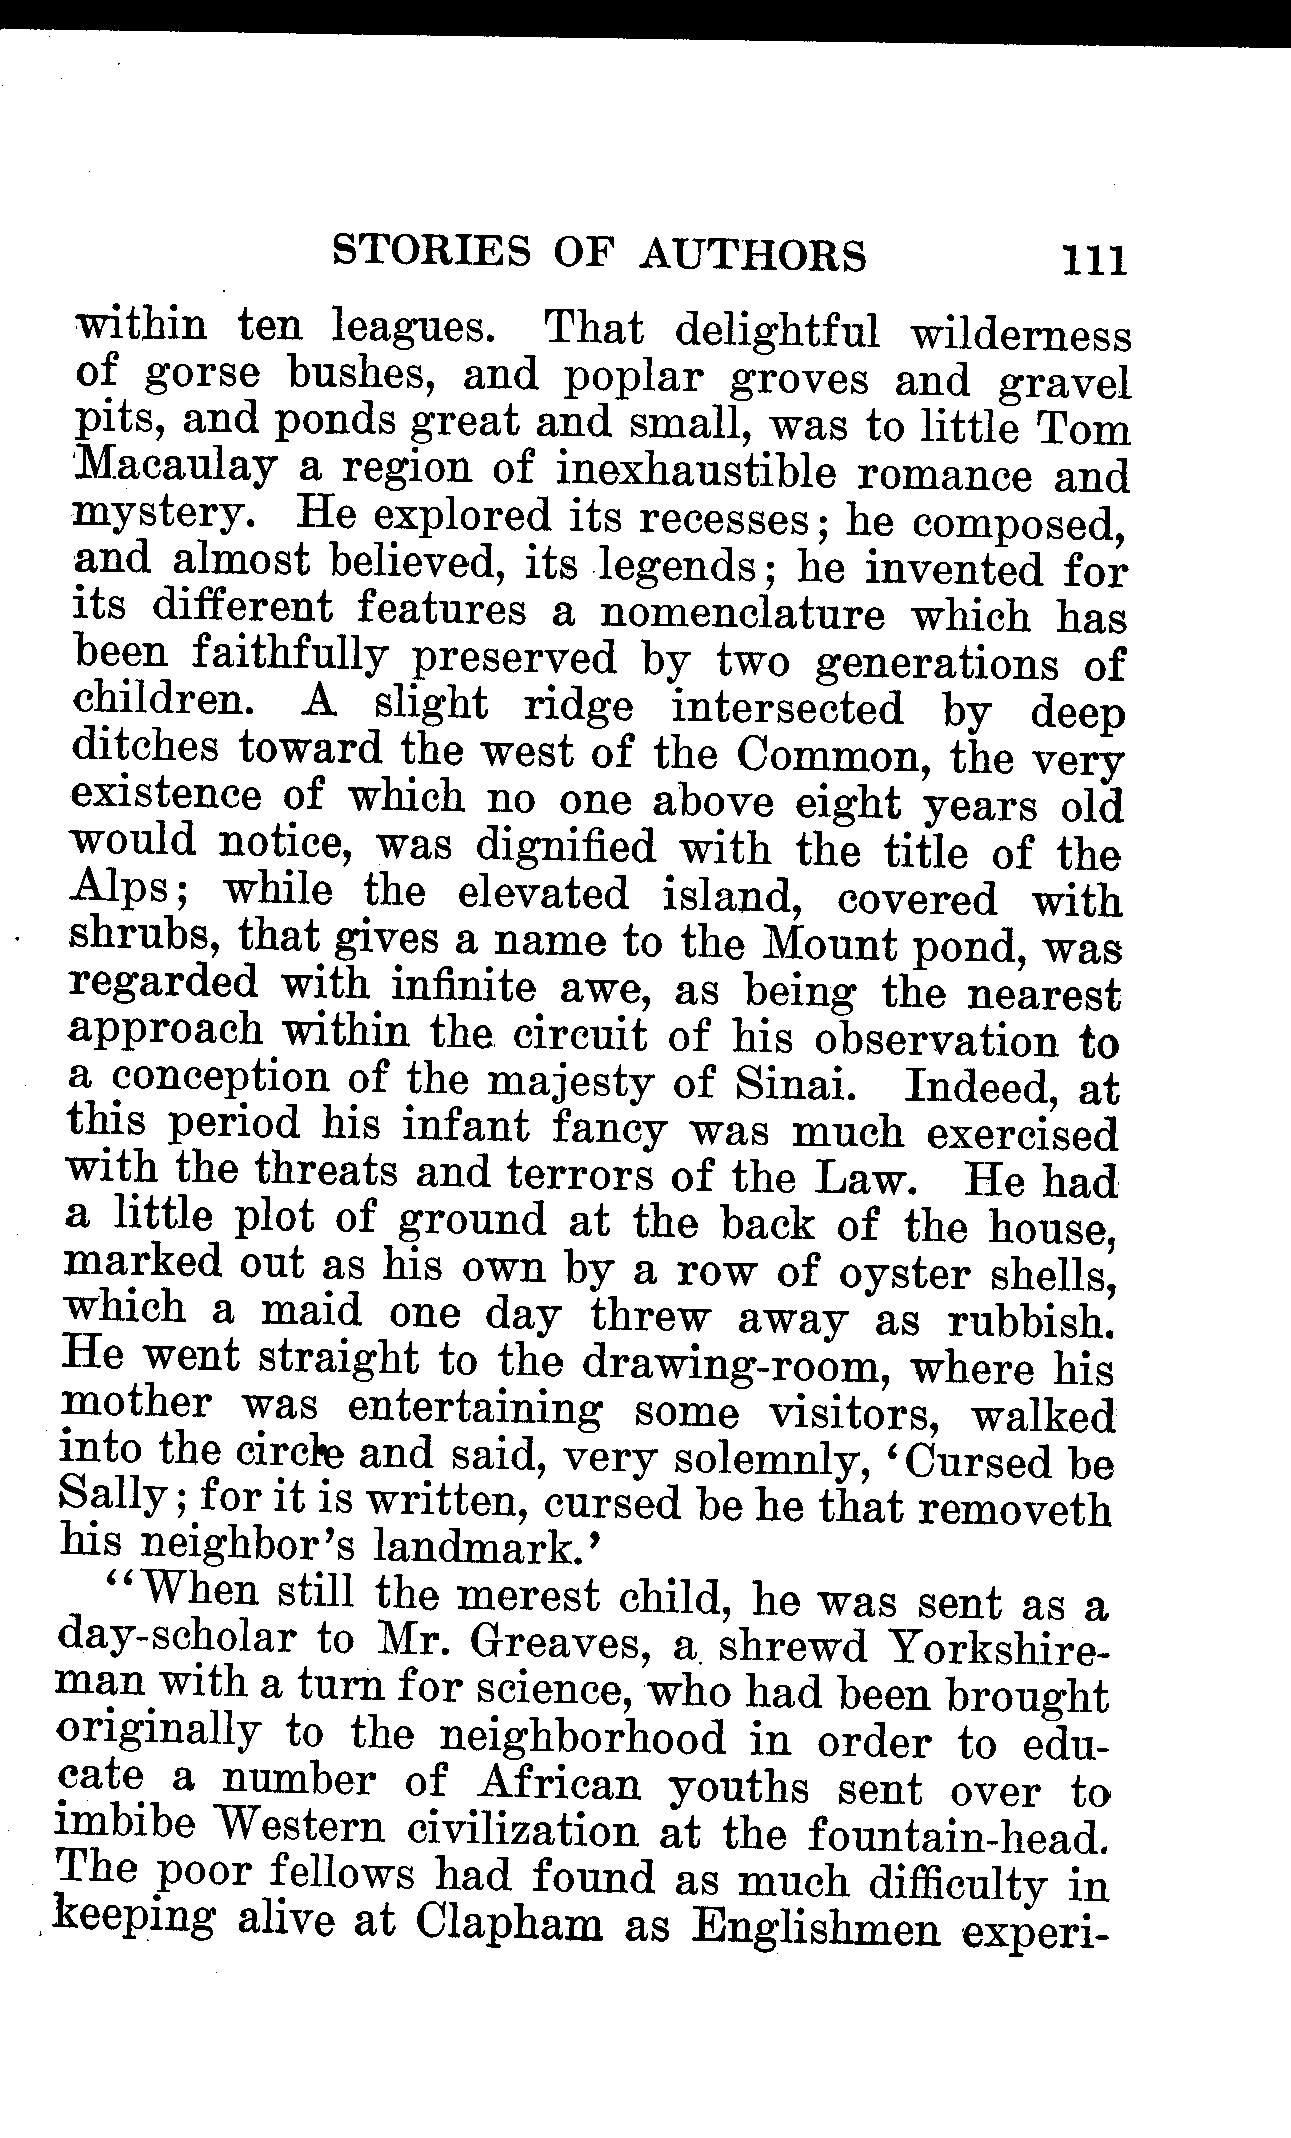 STORIES OF AUTHORS 111
within ten leagues. That delightful wilderness
of gorse bushes, and poplar groves and gravel
pits, and ponds great and small, was to little Tom
Macaulay a region of inexhaustible romance and
mystery. He explored its recesses; he composed,
and almost believed, its legends; he invented for
its different features a nomenclature which has
been faithfully preserved by two generations of
children. A slight ridge intersected by deep
ditches toward the west of the Common, the very
existence of which no one above eight years old
would notice, was dignified with the title of the
Alps; while the elevated island, covered with
shrubs, that gives a name to the Mount pond, was
regarded with infinite awe, as being the nearest
approach within the circuit of his observation to
a conception of the majesty of Sinai. Indeed, at
this period his infant fancy was much exercised
with the threats and terrors of the Law. He had
a little plot of ground at the back of the house,
marked out as his own by a row of oyster shells,
which a maid one day threw away as rubbish.
He went straight to the drawing-room, where his
mother was entertaining some visitors, walked
into the circle and said, very solemnly, ‘Cursed be
Sally; for it is written, cursed be he that removeth
his neighbor’s landmark.’
“When still the merest child, he was sent as a
day-scholar to Mr. Greaves, a shrewd Yorkshire-
man with a turn for science, who had been brought
originally to the neighborhood in order to edu-
cate a number of African youths sent over to
imbibe Western civilization at the fountain-head.
The poor fellows had found as much difficulty in
keeping alive at Clapham as Englishmen experi-